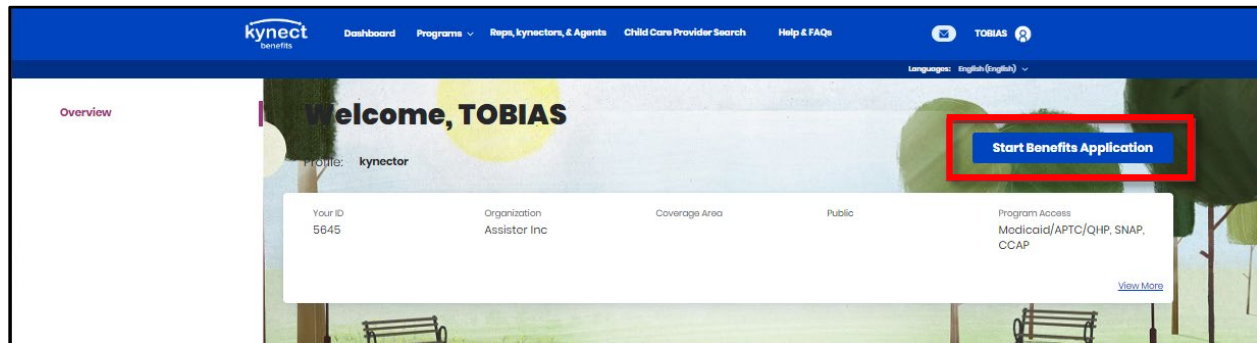 kynect
benefits
Dashboard Programs Reps, kynectors, & Agents Child Care Provider Search Help & FAQs TOBIAS
Languages: English (English)
Overview
Welcome, TOBIAS
Profile: kynector
Start Benefits Application
Your ID Organization Coverage Area Public Program Access
5645 Assister Inc Medicaid/APTC/QHP, SNAP,
CCAP
View More